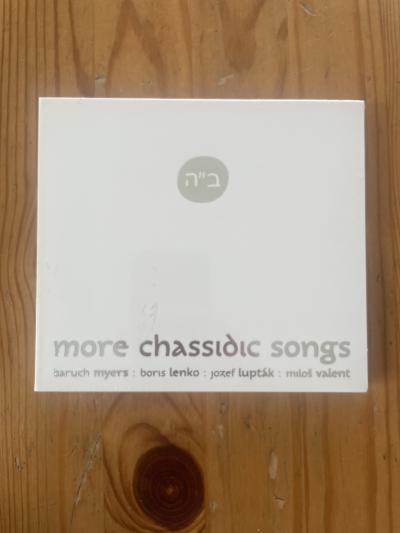 ב״ה
more chassidic songs
baruch myers : boris lenko : jozef lupták : miloš valent